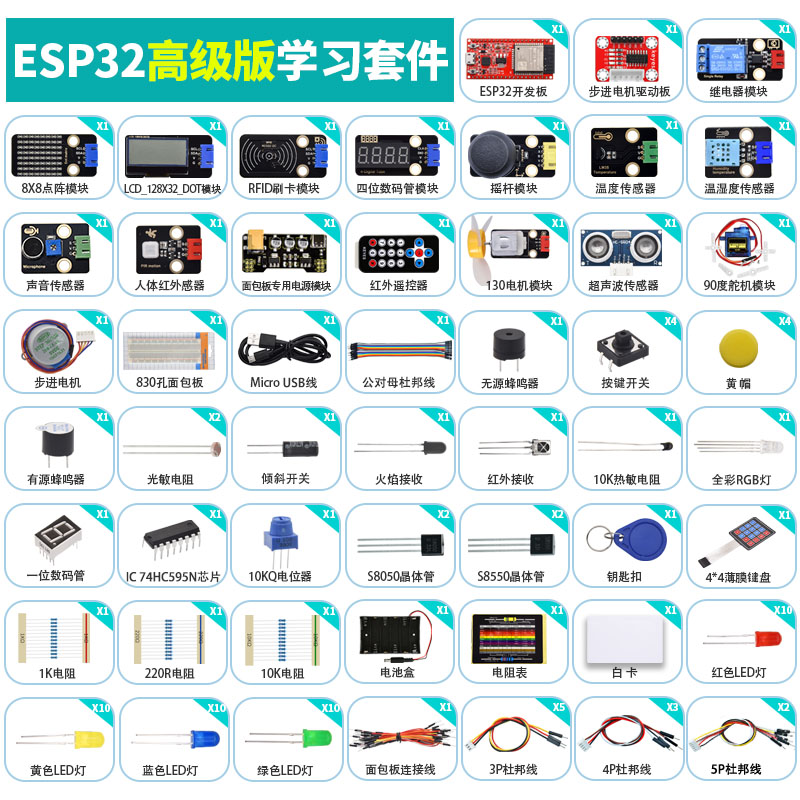 ESP32高级版学习套件
X1
ESP32开发板
X1
步进电机驱动板
X1
继电器模块
X1
8X8点阵模块
X1
LCD_128X32_DOT模块
X1
RFID刷卡模块
X1
四位数码管模块
X1
摇杆模块
X1
温度传感器
X1
温湿度传感器
X1
声音传感器
X1
人体红外感器
X1
面包板专用电源模块
X1
红外遥控器
X1
130电机模块
X1
超声波传感器
X1
90度舵机模块
X1
步进电机
X1
830孔面包板
X1
Micro USB线
X1
公对母杜邦线
X1
无源蜂鸣器
X4
按键开关
X4
黄帽
X1
有源蜂鸣器
X2
光敏电阻
X1
倾斜开关
X1
火焰接收
X1
红外接收
X1
10K热敏电阻
X1
全彩RGB灯
X1
一位数码管
X1
IC 74HC595N芯片
X1
10KQ电位器
X2
S8050晶体管
X2
S8550晶体管
X1
钥匙扣
X1
4*4薄膜键盘
X1
1K电阻
X1
220R电阻
X1
10K电阻
X1
电池盒
X1
电阻表
X1
白卡
X10
红色LED灯
X10
黄色LED灯
X10
蓝色LED灯
X10
绿色LED灯
X1
面包板连接线
X5
3P杜邦线
X3
4P杜邦线
X2
5P杜邦线